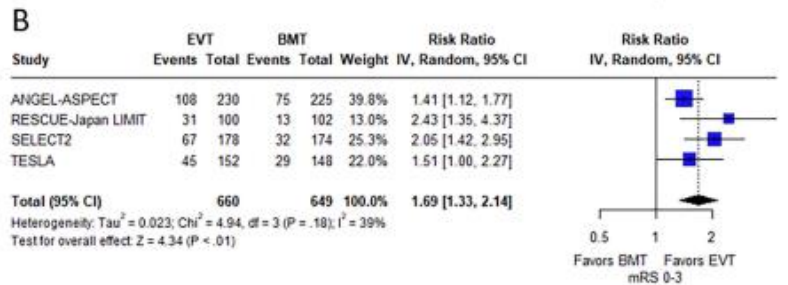 B
EVT BMT Risk Ratio Risk Ratio
Study Events Total Events Total Weight IV, Random, 95% CI IV, Random, 95% CI
ANGEL-ASPECT 108 230 75 225 39.8% 1.41 [1.12, 1.77]
RESCUE-Japan LIMIT 31 100 13 102 13.0% 2.43 [1.35, 4.37]
SELECT2 67 178 32 174 25.3% 2.05 [1.42, 2.95]
TESLA 45 152 29 148 22.0% 1.51 [1.00, 2.27]
Total (95% CI) 660 649 100.0% 1.69 [1.33, 2.14]
Heterogeneity: Tau² = 0.023; Chi² = 4.94, df = 3 (P = .18); I² = 39%
Test for overall effect: Z = 4.34 (P < .01)
0.5 1 2
Favors BMT Favors EVT
mRS 0-3